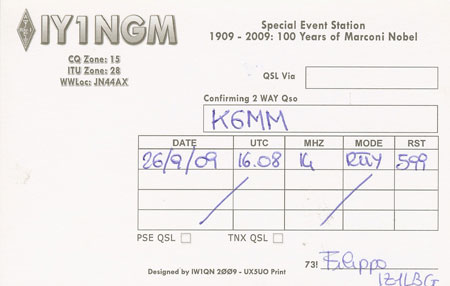 IY1NGM
Special Event Station
1909 - 2009: 100 Years of Marconi Nobel
CQ Zone: 15
ITU Zone: 28
WWLoc: JN44AX
QSL Via
Confirming 2 WAY Qso
K6MM
DATE UTC MHZ MODE RST
26/9/09 16.08 14 RTTY 599
PSE QSL TNX QSL
73! Filippo
IZ1LBG
Designed by IW1QN 2009 - UX5UO Print